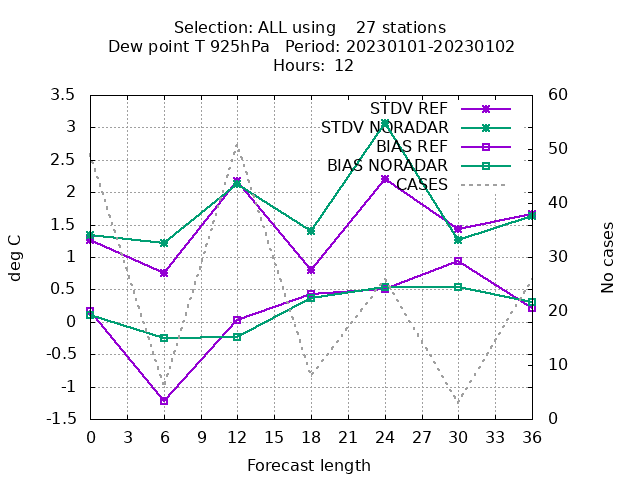 Selection: ALL using    27 stations
Dew point T 925hPa   Period: 20230101-20230102
Hours: 12
STDV REF
STDV NORADAR
BIAS REF
BIAS NORADAR
CASES
3.5
3
2.5
2
1.5
1
0.5
0
-0.5
-1
-1.5
deg C
60
50
40
30
20
10
0
No cases
0 3 6 9 12 15 18 21 24 27 30 33 36
Forecast length